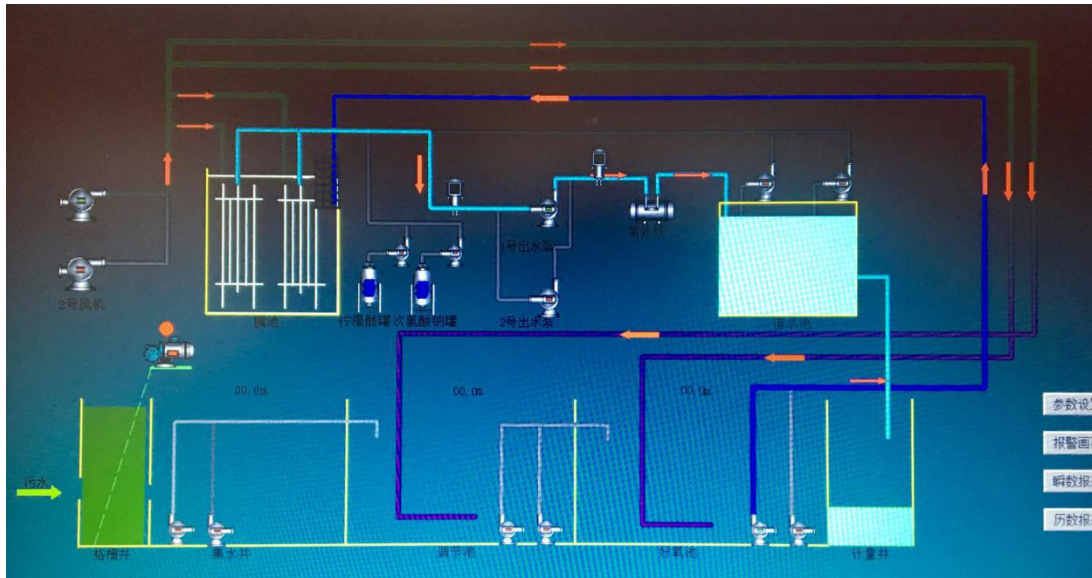 1号出水泵
紫外线
2号风机
膜池
柠檬酸罐
次氯酸钠罐
2号出水泵
清水池
00.0m
00.0m
00.0m
参数设
报警画
瞬数报
历数报
污水
格栅井
集水井
调节池
好氧池
计量井